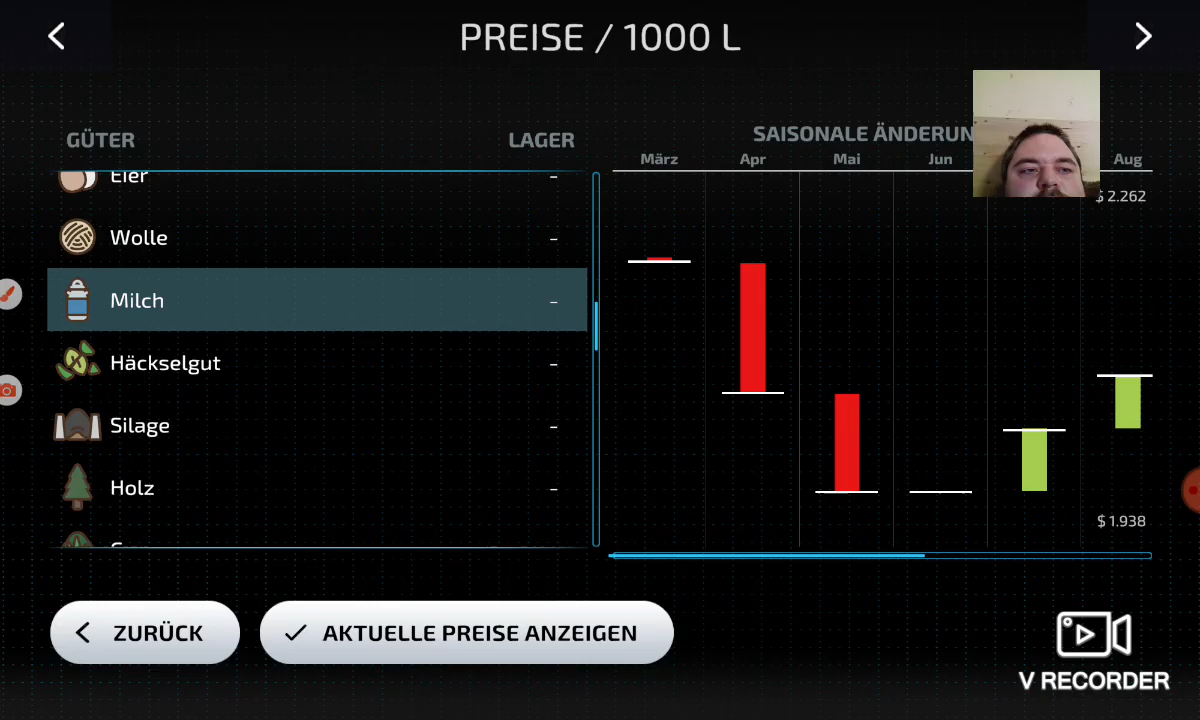 PREISE / 1000 L
GÜTER
LAGER
SAISONALE
März
Apr
Mai
Jun
Aug
Eier
–
$ 2.262
Wolle
–
Milch
–
Häckselgut
–
Silage
–
Holz
–
$ 1.938
ZURÜCK
AKTUELLE PREISE ANZEIGEN
V RECORDER